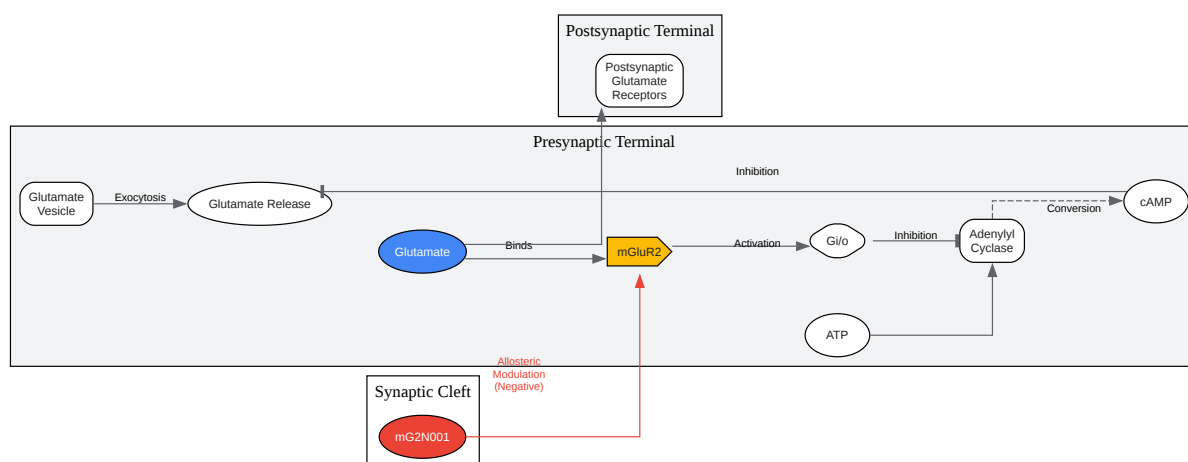 Postsynaptic Terminal
Postsynaptic
Glutamate
Receptors
Presynaptic Terminal
Inhibition
Glutamate
Vesicle
Exocytosis
Glutamate Release
cAMP
Conversion
Glutamate
Binds
mGluR2
Activation
Gi/o
Inhibition
Adenylyl
Cyclase
ATP
Allosteric
Modulation
(Negative)
Synaptic Cleft
mG2N001